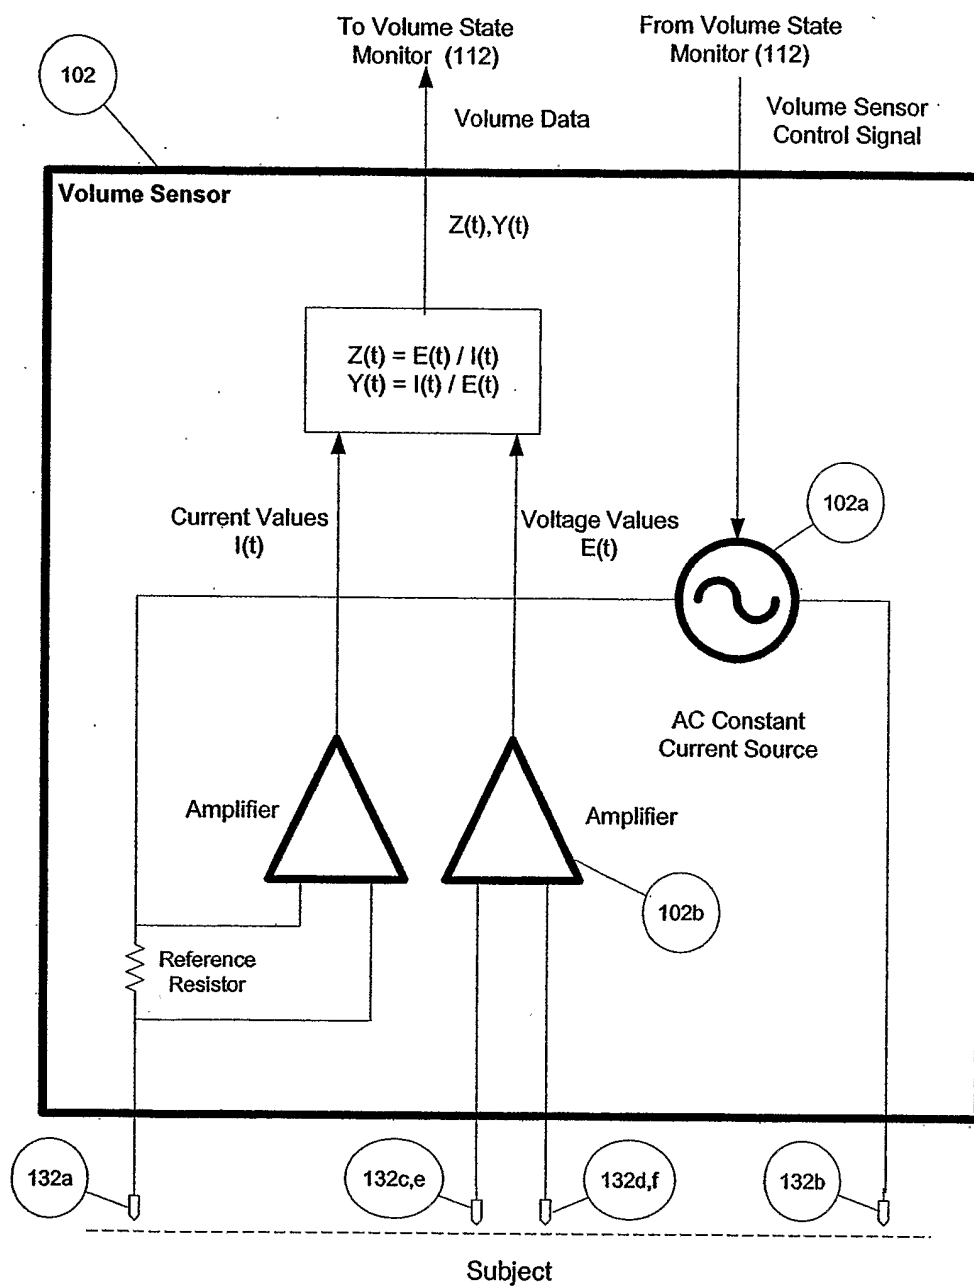 To Volume State
Monitor (112)
From Volume State
Monitor (112)
102
Volume Data
Volume Sensor
Control Signal
Volume Sensor
Z(t),Y(t)
Z(t) = E(t) / I(t)
Y(t) = I(t) / E(t)
102a
Current Values
I(t)
Voltage Values
E(t)
AC Constant
Current Source
Amplifier
Amplifier
102b
Reference
Resistor
132a
132c,e
132d,f
132b
Subject